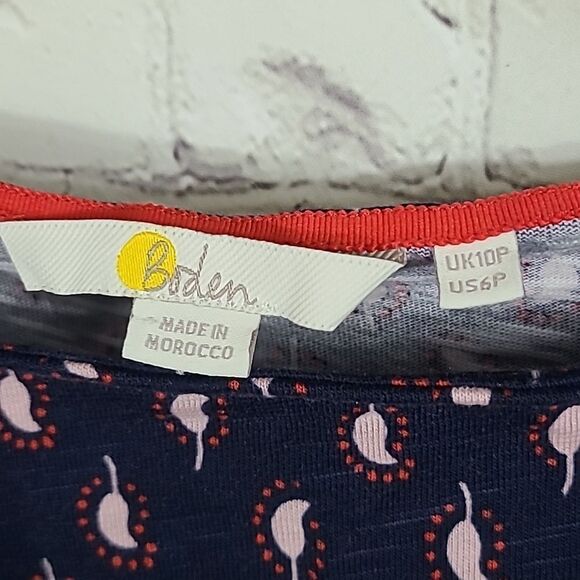 Boden
MADE IN
MOROCCO
UK10P
US6P